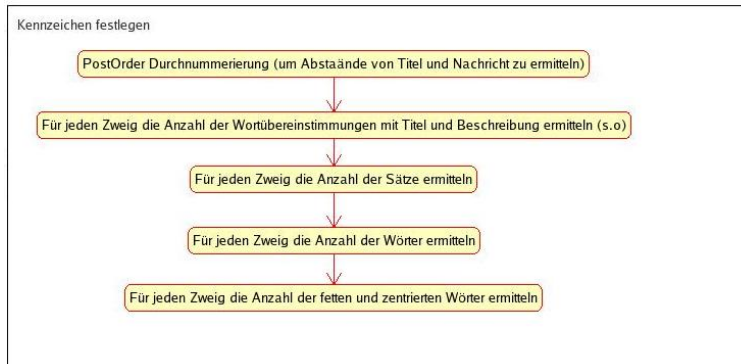 Kennzeichen festlegen
PostOrder Durchnummerierung (um Abstaände von Titel und Nachricht zu ermitteln)
Für jeden Zweig die Anzahl der Wortübereinstimmungen mit Titel und Beschreibung ermitteln (s.o)
Für jeden Zweig die Anzahl der Sätze ermitteln
Für jeden Zweig die Anzahl der Wörter ermitteln
Für jeden Zweig die Anzahl der fetten und zentrierten Wörter ermitteln